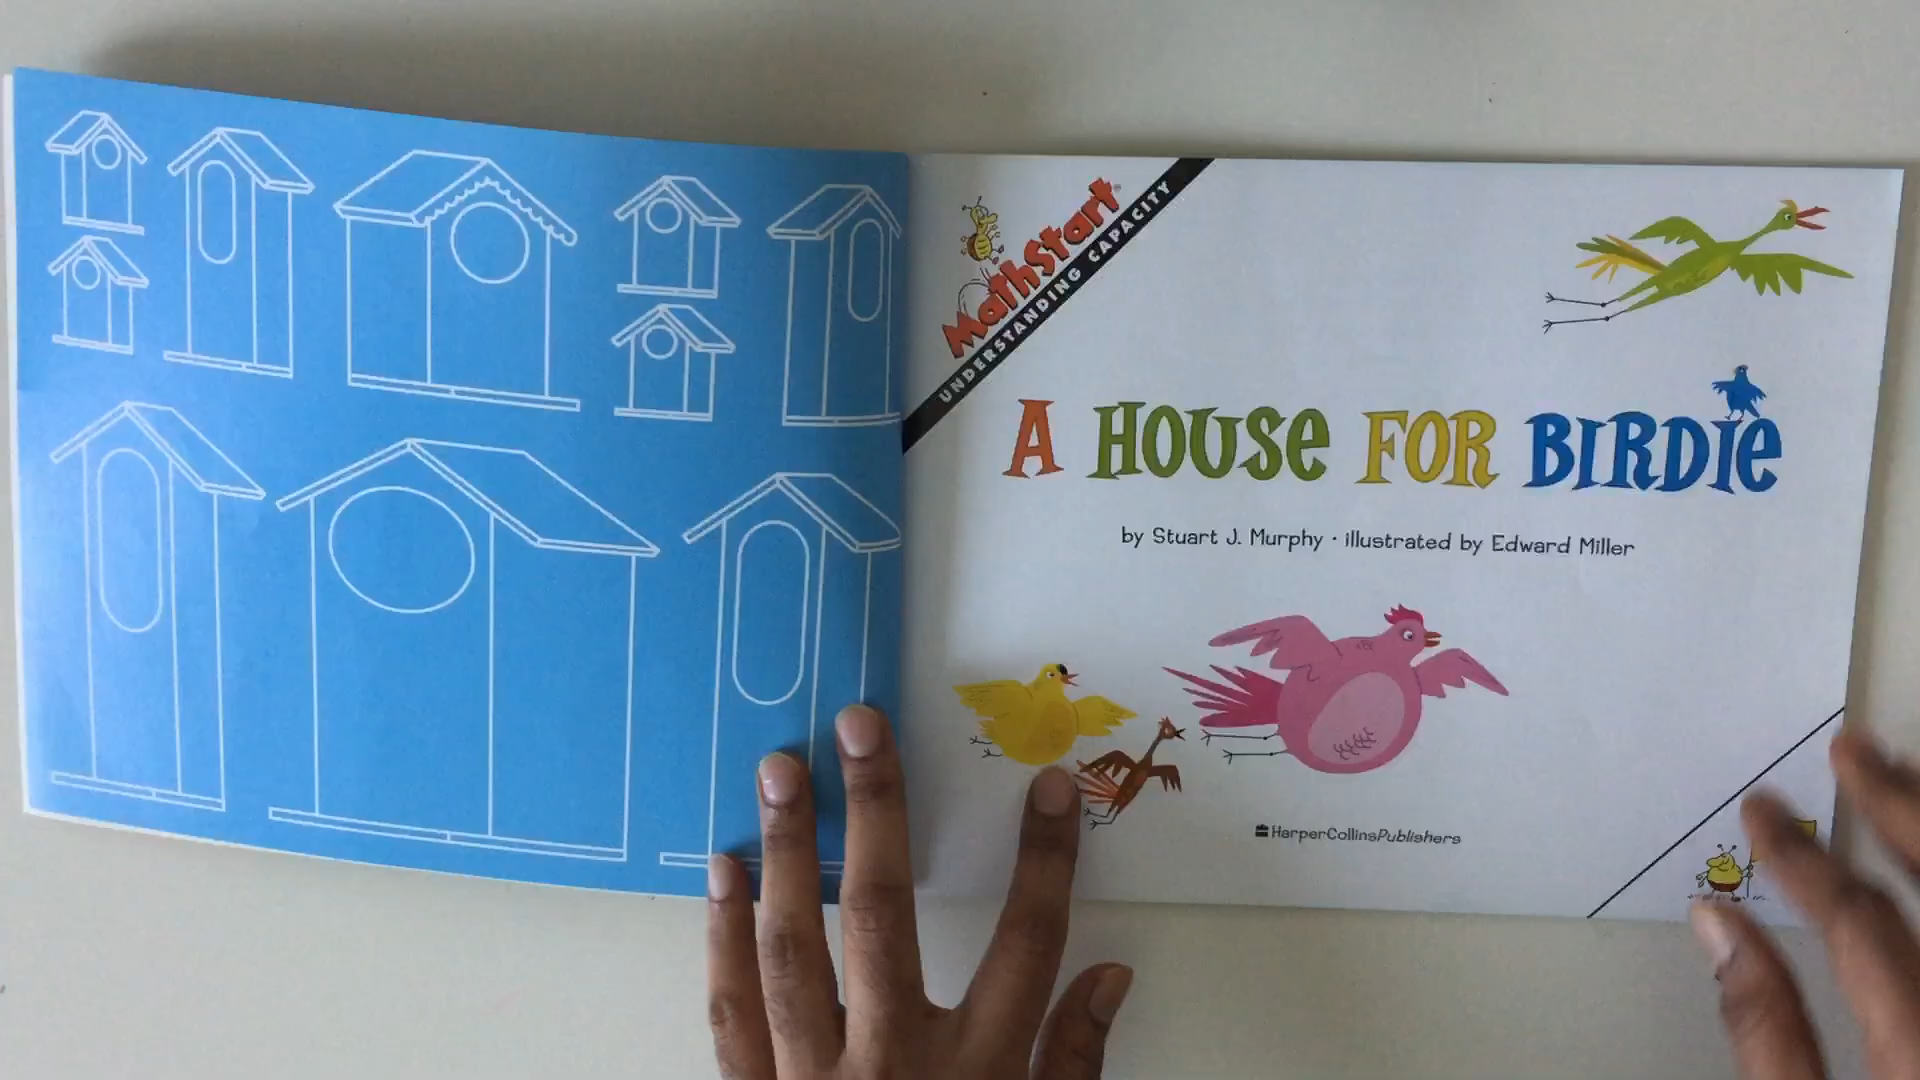 MathStart®
UNDERSTANDING CAPACITY
A HOUSE FOR BIRDIE
by Stuart J. Murphy • illustrated by Edward Miller
HarperCollinsPublishers